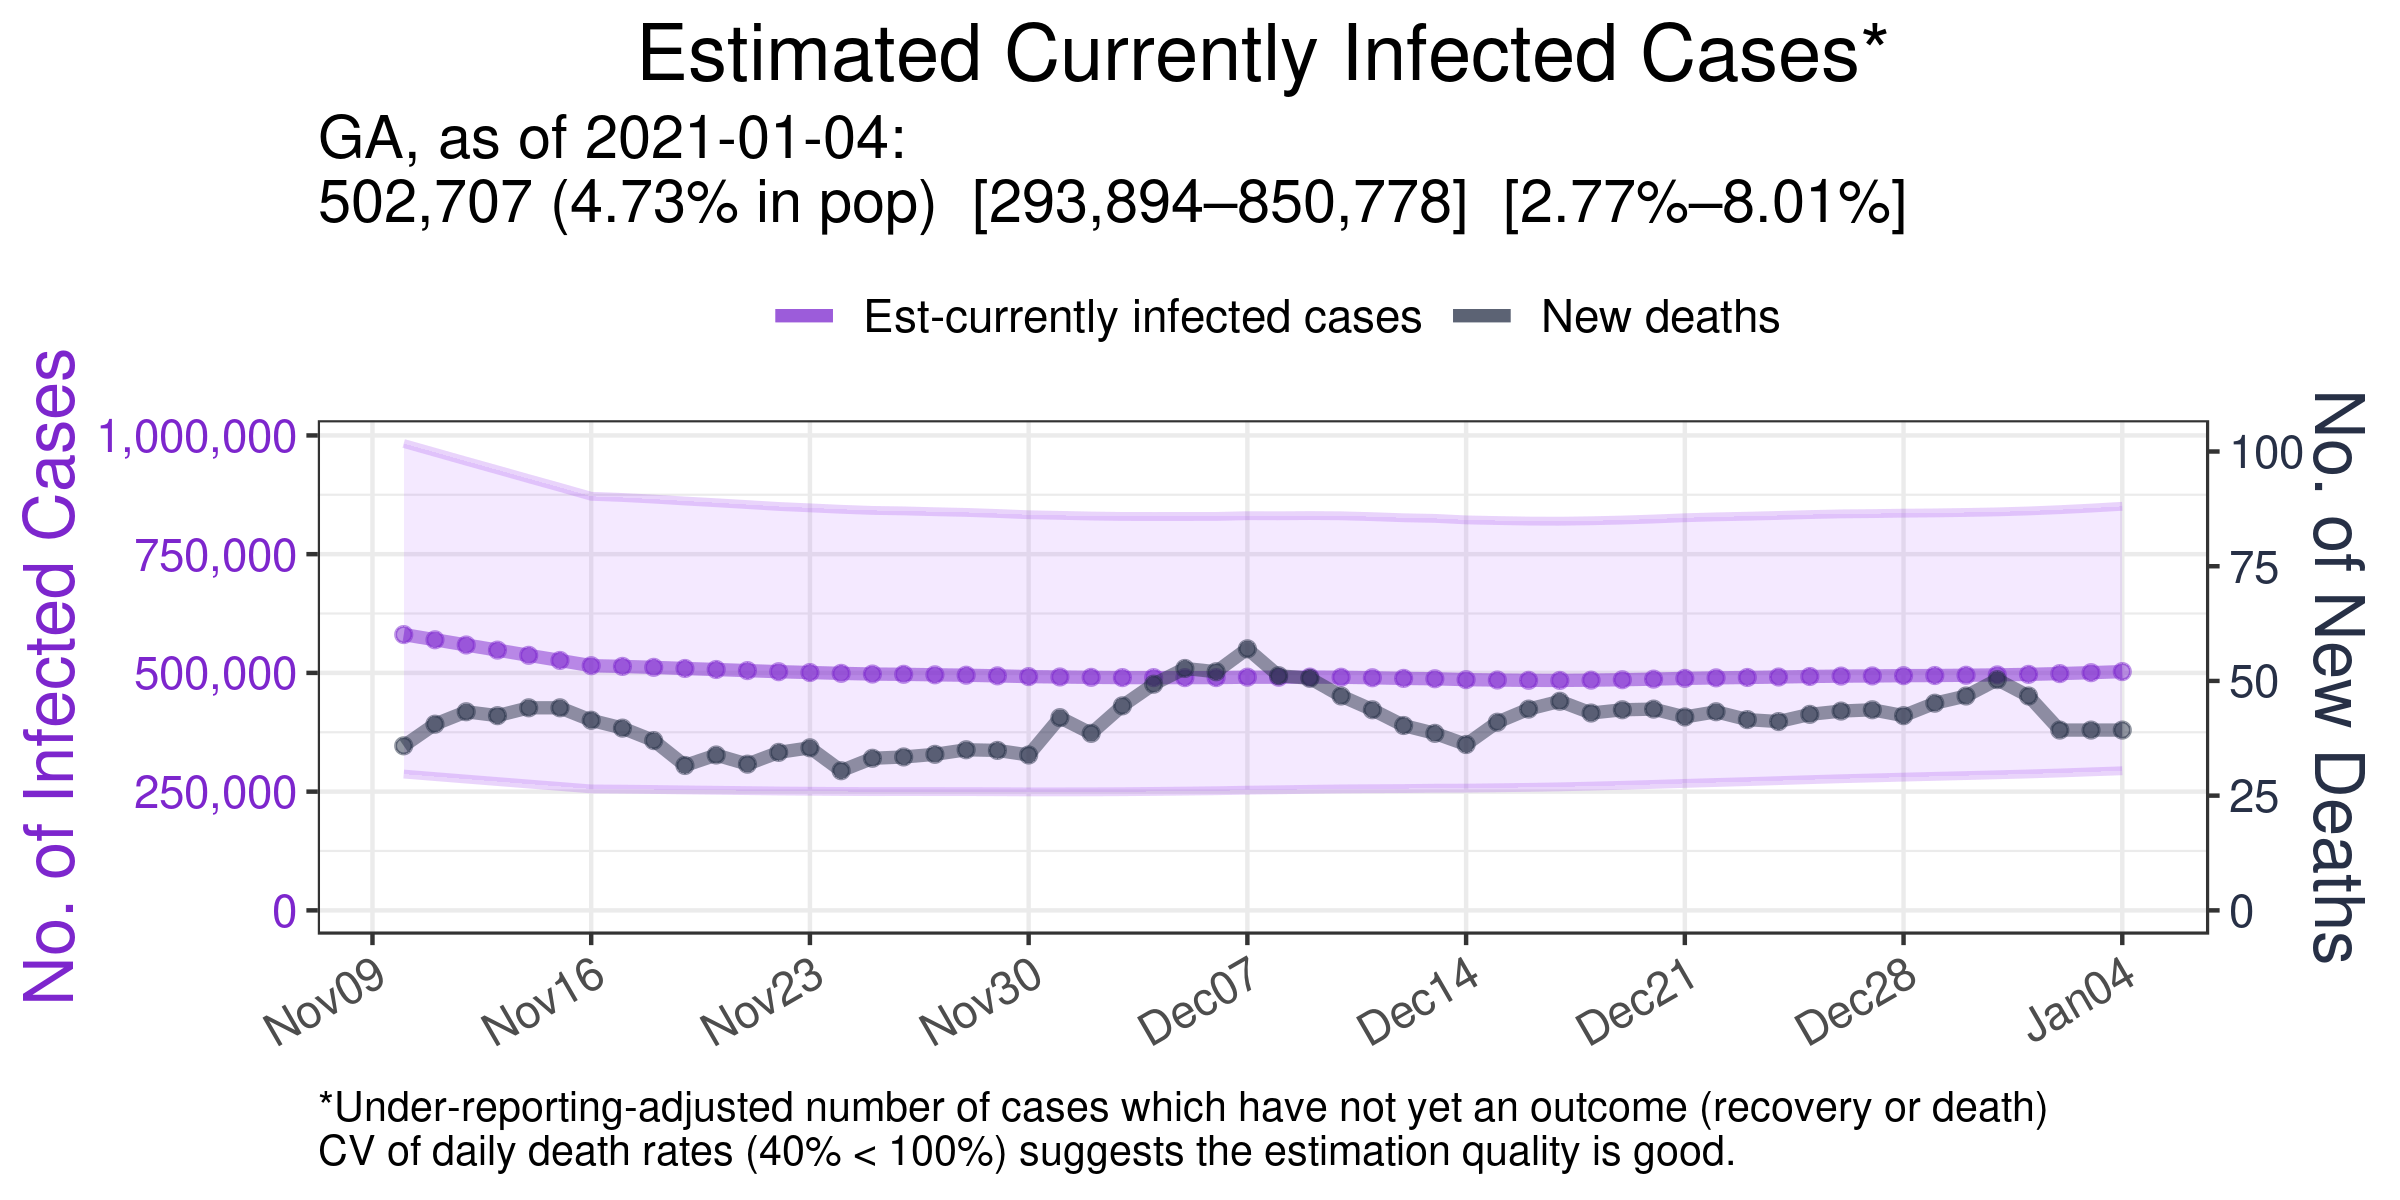 Estimated Currently Infected Cases*
GA, as of 2021-01-04:
502,707 (4.73% in pop) [293,894–850,778] [2.77%–8.01%]
Est-currently infected cases
New deaths
No. of Infected Cases
1,000,000
750,000
500,000
250,000
0
100
75
50
25
0
No. of New Deaths
Nov09
Nov16
Nov23
Nov30
Dec07
Dec14
Dec21
Dec28
Jan04
*Under-reporting-adjusted number of cases which have not yet an outcome (recovery or death)
CV of daily death rates (40% < 100%) suggests the estimation quality is good.